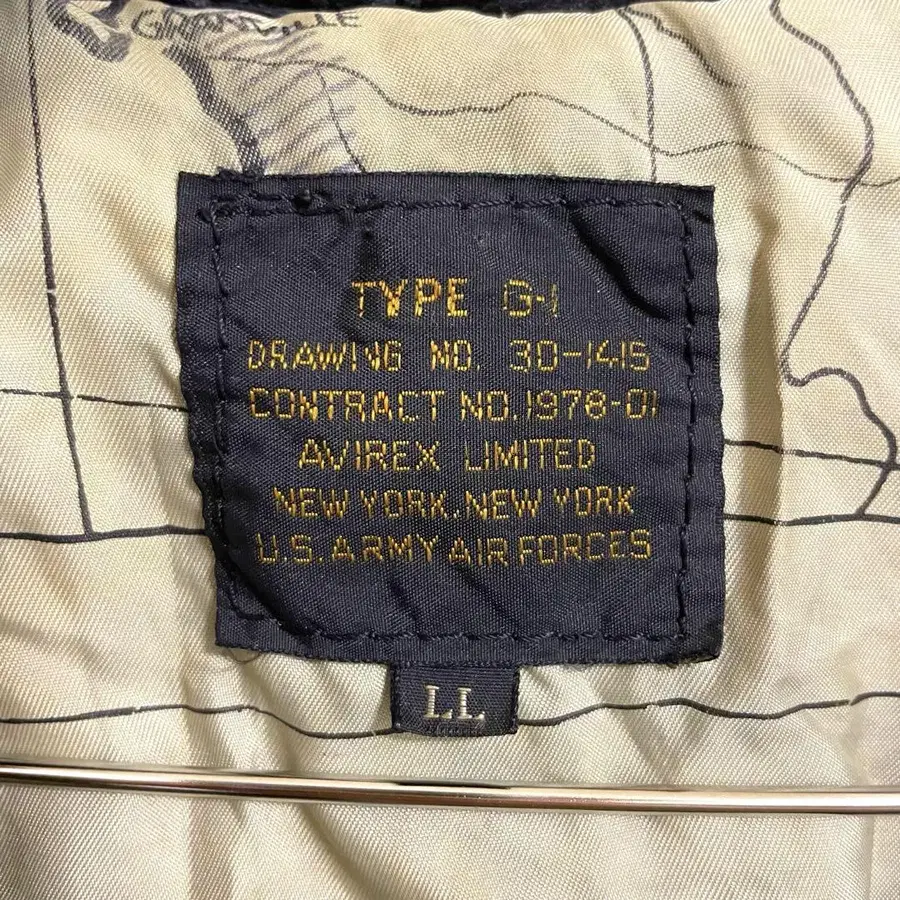 GRANVILLE
TYPE G-1
DRAWING NO. 30-1415
CONTRACT NO. 1978-01
AVIREX LIMITED
NEW YORK, NEW YORK
U.S. ARMY AIR FORCES
LL